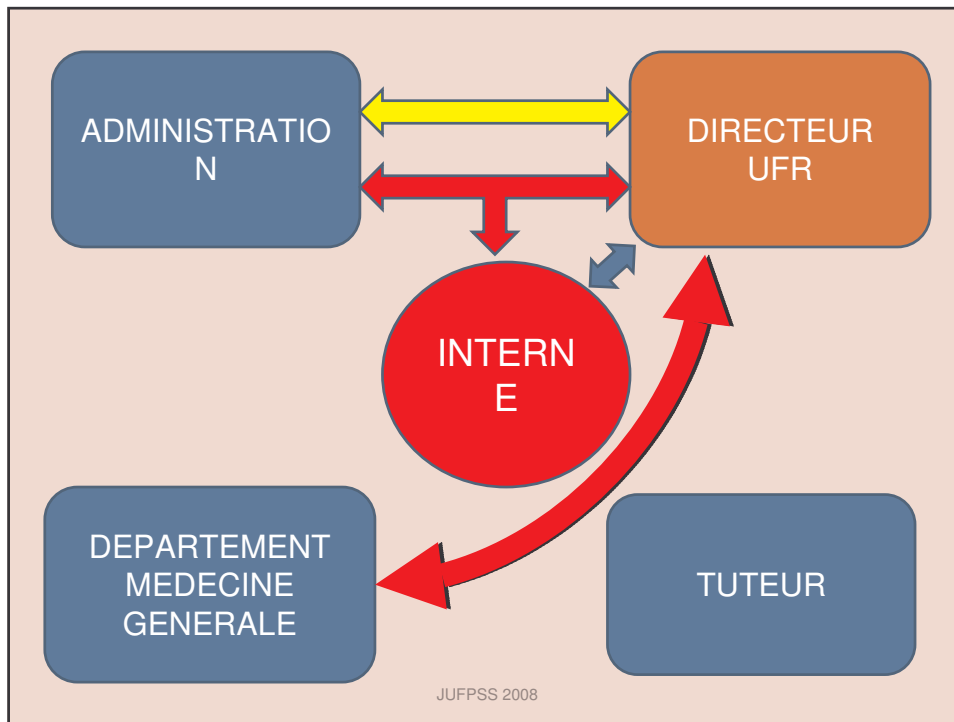 ADMINISTRATIO
N
DIRECTEUR
UFR
INTERN
E
DEPARTEMENT
MEDECINE
GENERALE
TUTEUR
JUFPSS 2008